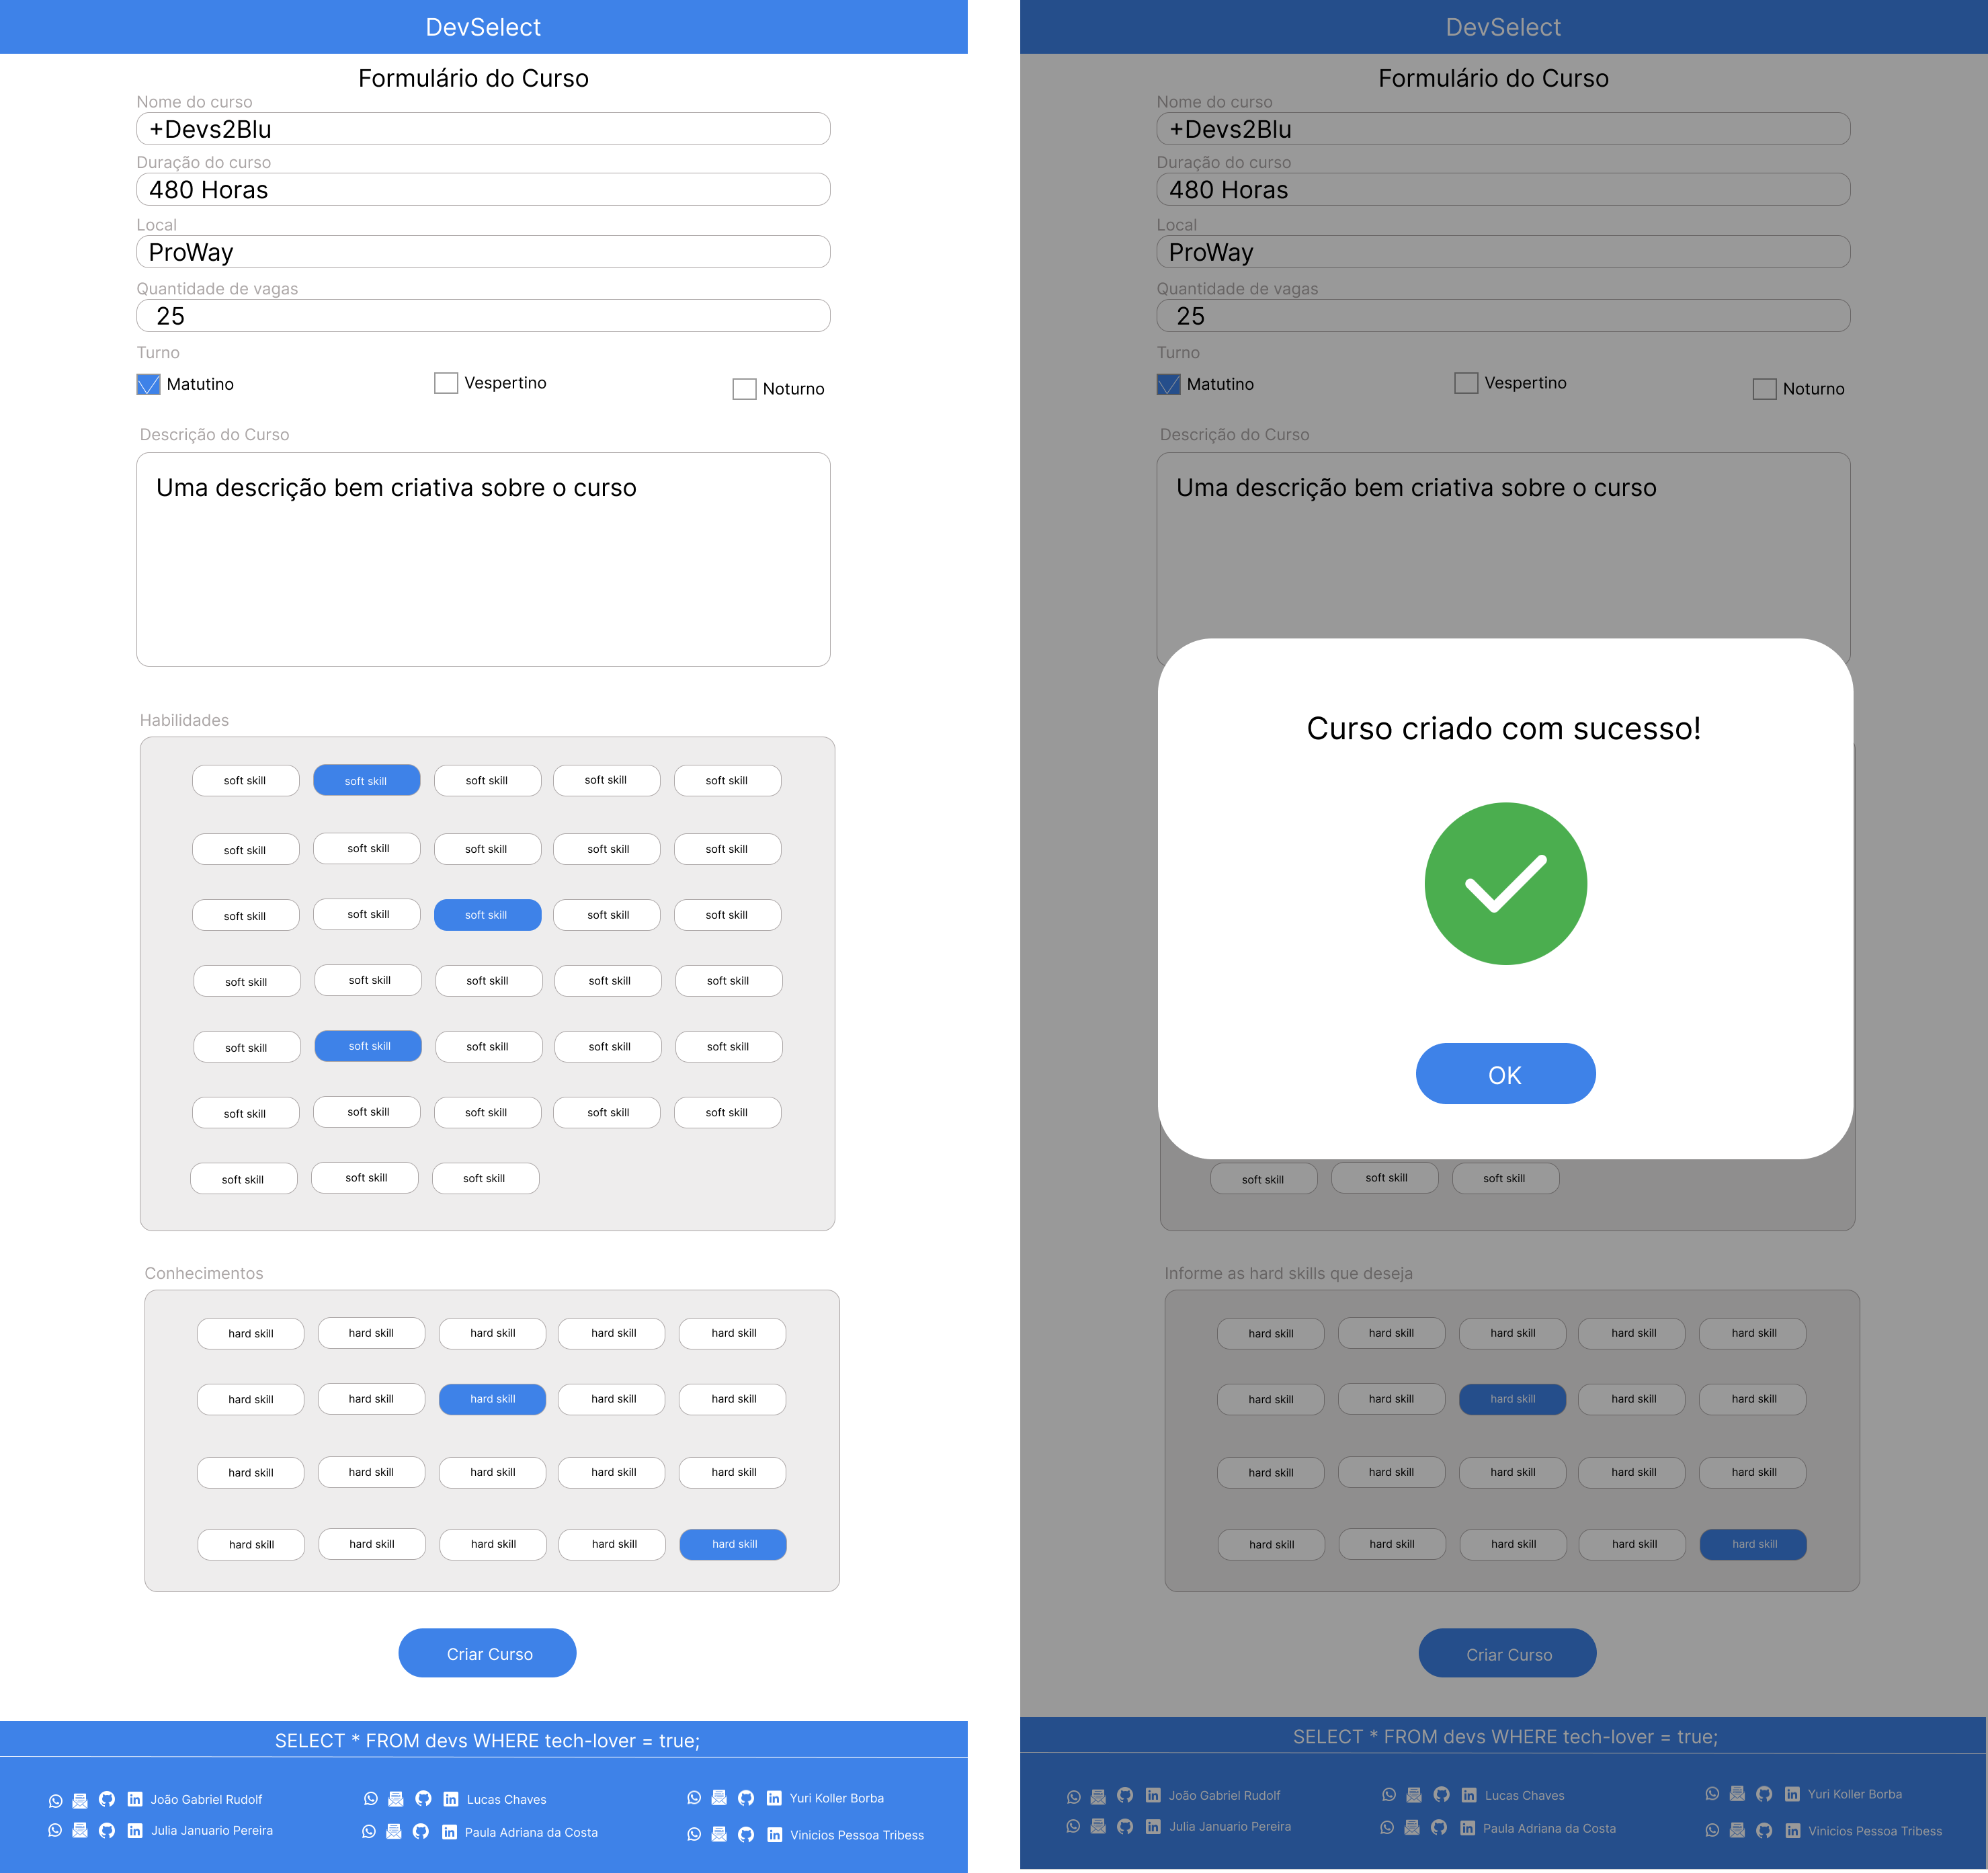 DevSelect
Formulário do Curso
Nome do curso
+Devs2Blu
Duração do curso
480 Horas
Local
ProWay
Quantidade de vagas
25
Turno
Matutino Vespertino Noturno
Descrição do Curso
Uma descrição bem criativa sobre o curso
Habilidades
soft skill soft skill soft skill soft skill soft skill
soft skill soft skill soft skill soft skill soft skill
soft skill soft skill soft skill soft skill soft skill
soft skill soft skill soft skill soft skill soft skill
soft skill soft skill soft skill soft skill soft skill
soft skill soft skill soft skill soft skill soft skill
soft skill soft skill soft skill
Conhecimentos
hard skill hard skill hard skill hard skill hard skill
hard skill hard skill hard skill hard skill hard skill
hard skill hard skill hard skill hard skill hard skill
hard skill hard skill hard skill hard skill hard skill
Criar Curso
SELECT * FROM devs WHERE tech-lover = true;
João Gabriel Rudolf Lucas Chaves Yuri Koller Borba
Julia Januario Pereira Paula Adriana da Costa Vinicios Pessoa Tribess
DevSelect
Formulário do Curso
Nome do curso
+Devs2Blu
Duração do curso
480 Horas
Local
ProWay
Quantidade de vagas
25
Turno
Matutino Vespertino Noturno
Descrição do Curso
Uma descrição bem criativa sobre o curso
Curso criado com sucesso!
OK
soft skill soft skill soft skill
Informe as hard skills que deseja
hard skill hard skill hard skill hard skill hard skill
hard skill hard skill hard skill hard skill hard skill
hard skill hard skill hard skill hard skill hard skill
hard skill hard skill hard skill hard skill hard skill
Criar Curso
SELECT * FROM devs WHERE tech-lover = true;
João Gabriel Rudolf Lucas Chaves Yuri Koller Borba
Julia Januario Pereira Paula Adriana da Costa Vinicios Pessoa Tribess